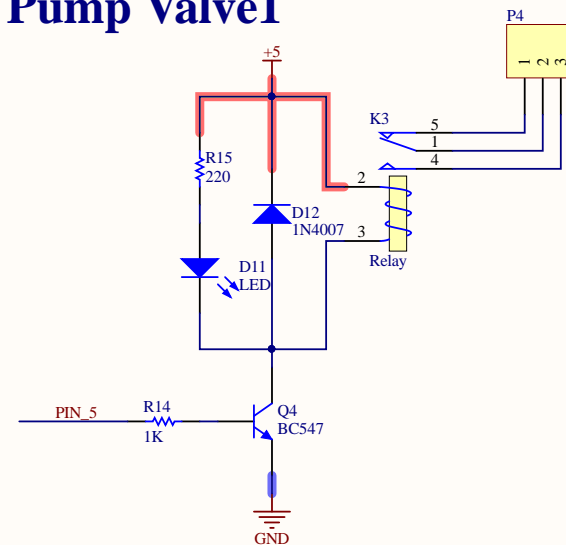 Pump Valve1
P4
+5
1 2 3
K3
5
1
4
R15
220
2
D12
1N4007
3
D11
LED
Relay
PIN_5
R14
1K
Q4
BC547
GND